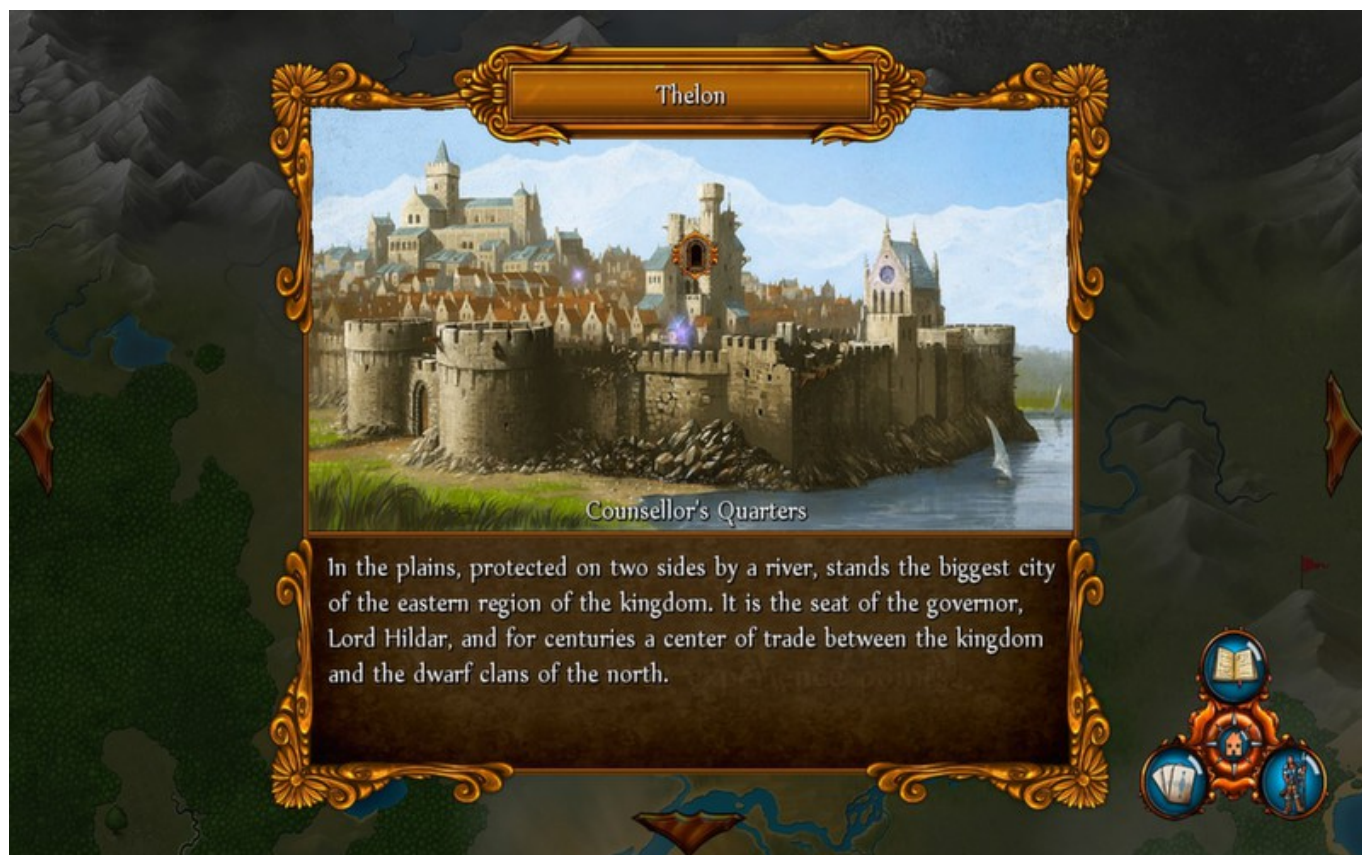 Thelon
Counsellor's Quarters
In the plains, protected on two sides by a river, stands the biggest city
of the eastern region of the kingdom. It is the seat of the governor,
Lord Hildar, and for centuries a center of trade between the kingdom
and the dwarf clans of the north.